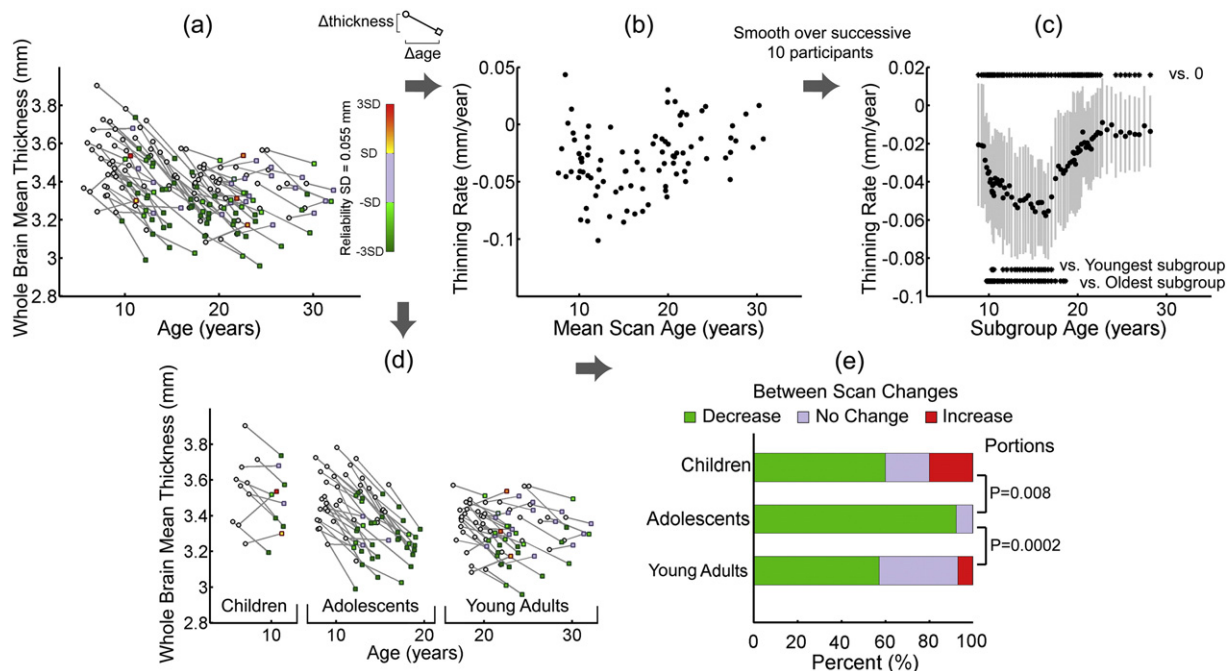 (a)
Δthickness
Δage
Whole Brain Mean Thickness (mm)
3.8
3.6
3.4
3.2
3
2.8
10
20
30
Age (years)
Reliability SD = 0.055 mm
3SD
SD
-SD
-3SD
(b)
Thinning Rate (mm/year)
0.05
0
-0.05
-0.1
10
20
30
Mean Scan Age (years)
Smooth over successive
10 participants
(c)
Thinning Rate (mm/year)
0.02
0
-0.02
-0.04
-0.06
-0.08
-0.1
vs. 0
vs. Youngest subgroup
vs. Oldest subgroup
10
15
20
25
30
Subgroup Age (years)
(d)
Whole Brain Mean Thickness (mm)
4
3.8
3.6
3.4
3.2
3
2.8
Children
Adolescents
Young Adults
10
10
20
20
30
Age (years)
(e)
Between Scan Changes
Decrease
No Change
Increase
Portions
Children
Adolescents
Young Adults
P=0.008
P=0.0002
0
20
40
60
80
100
Percent (%)